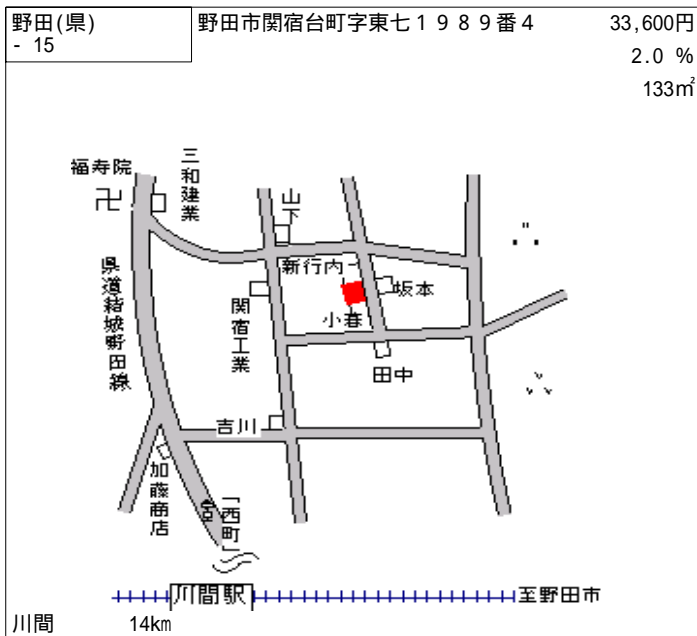 野田(県)
- 15
野田市関宿台町字東七１９８９番４
33,600円
2.0 %
133㎡
福寿院
三和建業
山下
新行内
坂本
関宿工業
小暮
県道結城野田線
田中
吉川
加藤商店
「西町」
川間駅
至野田市
川間
14km